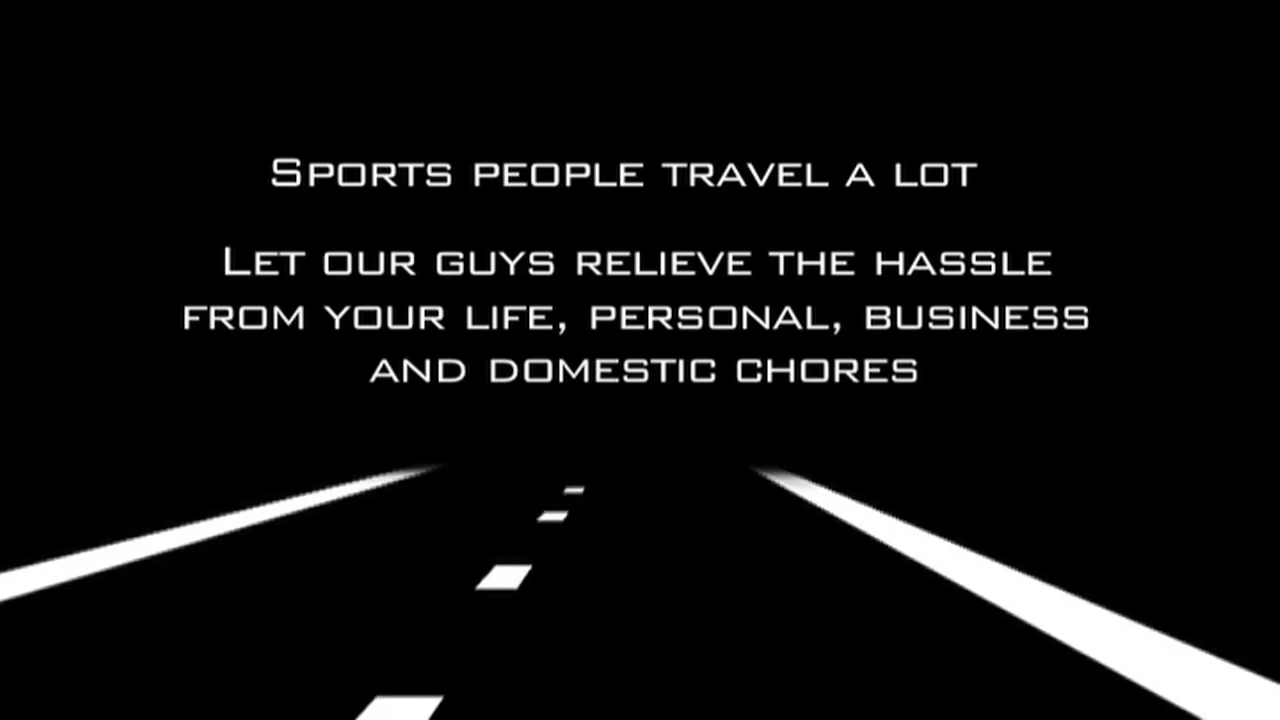 Sports people travel a lot
Let our guys relieve the hassle
from your life, personal, business
and domestic chores